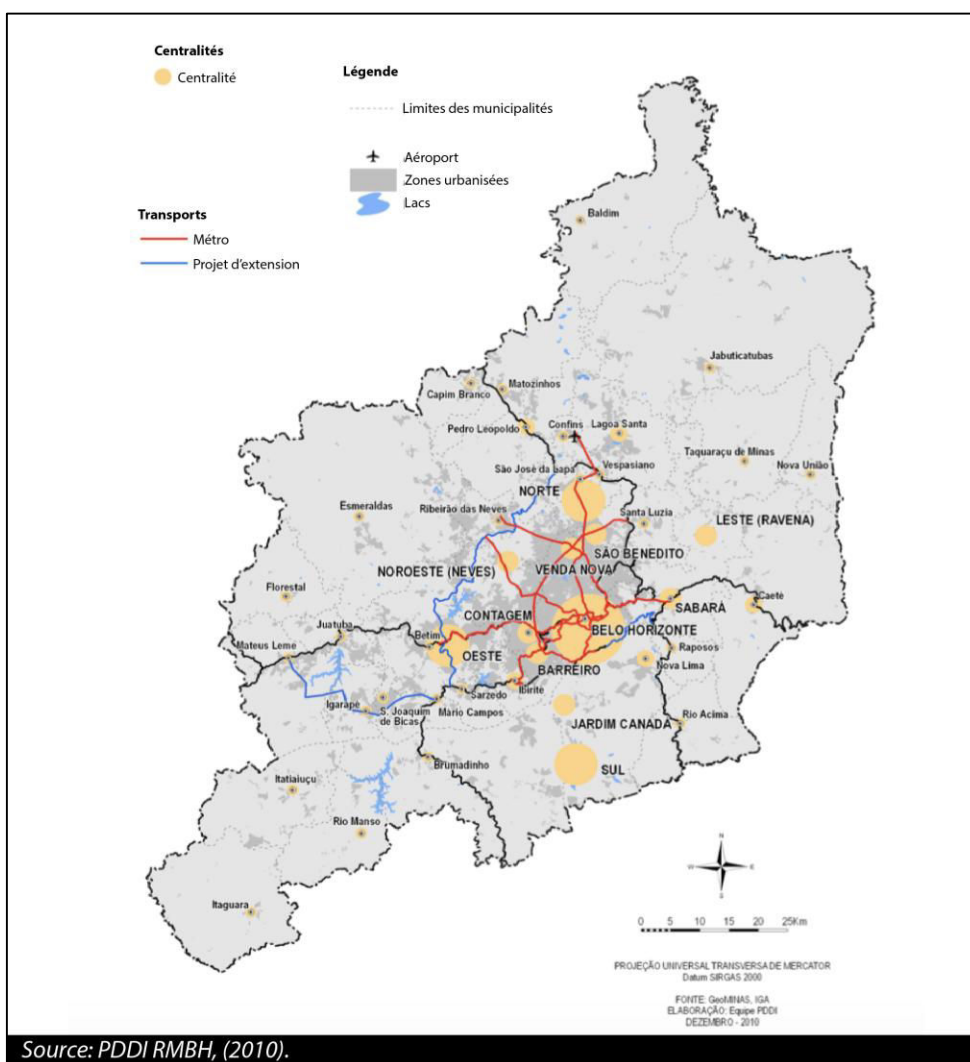 Centralités
Centralité
Légende
Limites des municipalités
Aéroport
Zones urbanisées
Lacs
Transports
Métro
Projet d'extension
Baldim
Jabuticatubas
Capim Branco
Matozinhos
Pedro Leopoldo
Confins
Lagoa Santa
Taquaraçu de Minas
Nova União
São José da Lapa
Vespasiano
NORTE
Esmeraldas
Ribeirão das Neves
Santa Luzia
LESTE (RAVENA)
SÃO BENEDITO
NOROESTE (NEVES)
VENDA NOVA
Florestal
Caeté
SABARÁ
CONTAGEM
Juatuba
BELO HORIZONTE
Mateus Leme
Betim
OESTE
Raposos
BARREIRO
Nova Lima
Ibirité
Sarzedo
Igarapé
S. Joaquim
de Bicas
Mário Campos
JARDIM CANADÁ
Rio Acima
Brumadinho
SUL
Itatiaiuçu
Rio Manso
Itaguara
N
W
E
S
0 5 10 15 20 25Km
PROJEÇÃO UNIVERSAL TRANSVERSA DE MERCATOR
Datum SIRGAS 2000
FONTE: GeoMINAS, IGA
ELABORAÇÃO: Equipe PDDI
DEZEMBRO - 2010
Source: PDDI RMBH, (2010).